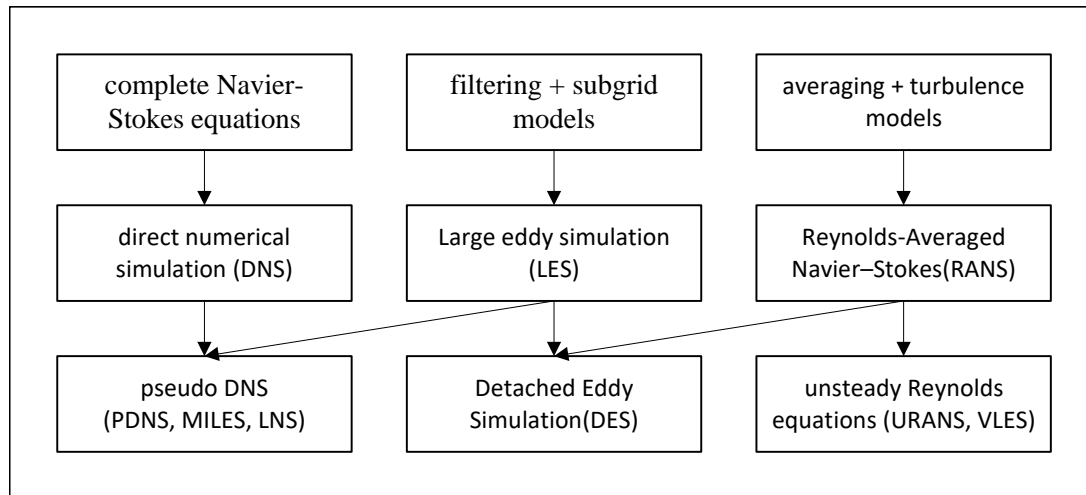 complete Navier-
Stokes equations
filtering + subgrid
models
averaging + turbulence
models
direct numerical
simulation (DNS)
Large eddy simulation
(LES)
Reynolds-Averaged
Navier–Stokes(RANS)
pseudo DNS
(PDNS, MILES, LNS)
Detached Eddy
Simulation(DES)
unsteady Reynolds
equations (URANS, VLES)